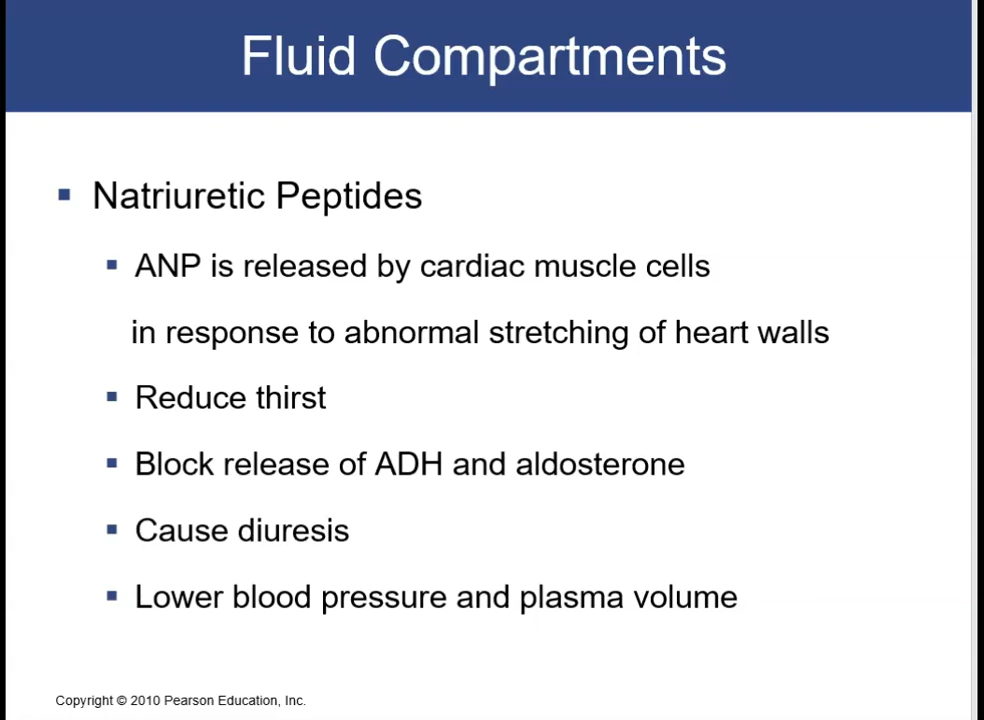 Fluid Compartments
Natriuretic Peptides
ANP is released by cardiac muscle cells
in response to abnormal stretching of heart walls
Reduce thirst
Block release of ADH and aldosterone
Cause diuresis
Lower blood pressure and plasma volume
Copyright © 2010 Pearson Education, Inc.